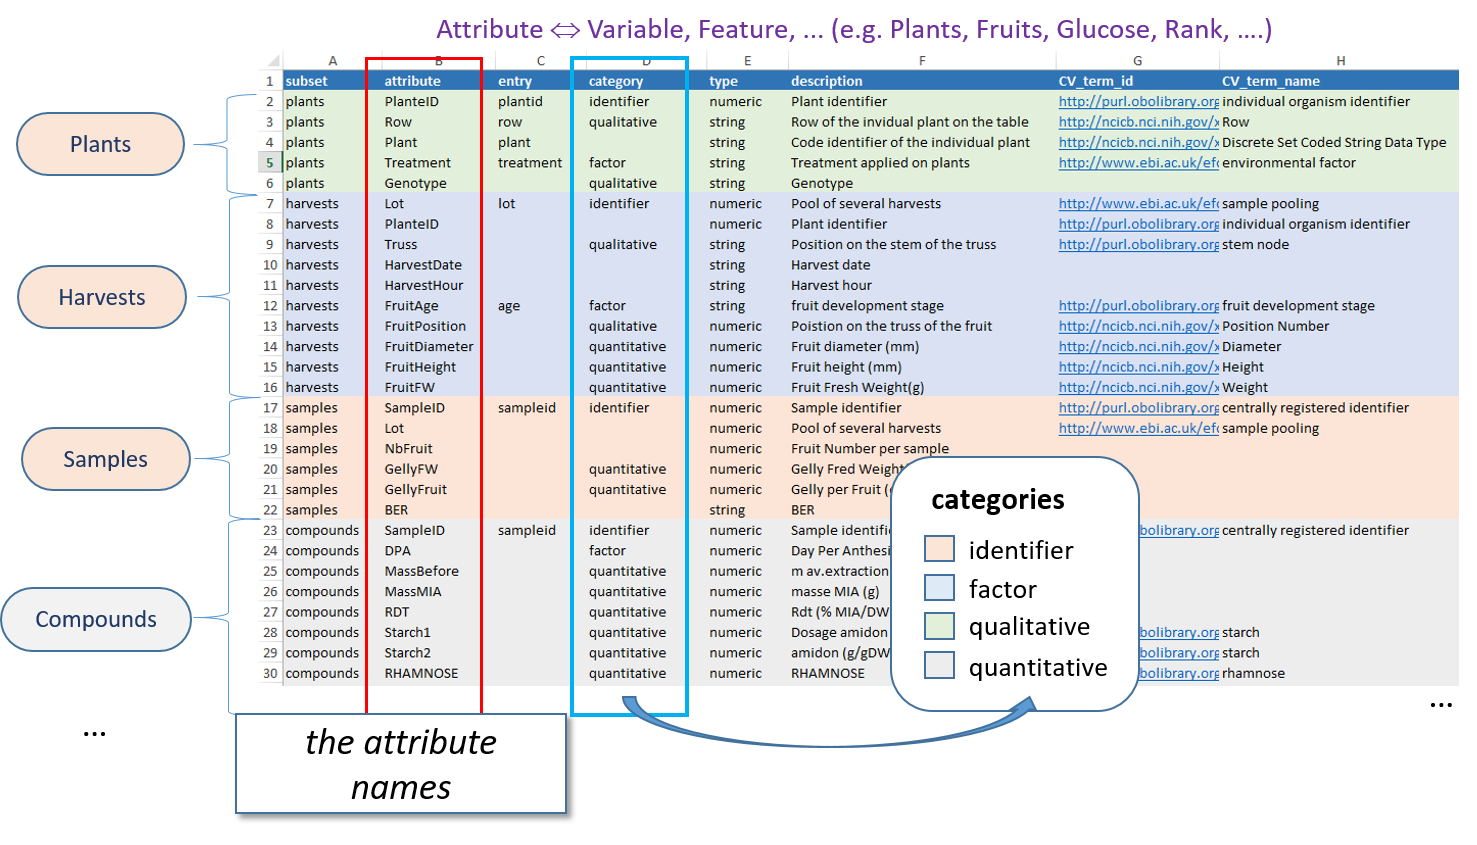 Attribute ⇔ Variable, Feature, ... (e.g. Plants, Fruits, Glucose, Rank, ....)
A B C D E F G H
1 subset attribute entry category type description CV_term_id CV_term_name
2 plants PlanteID plantid identifier numeric Plant identifier http://purl.obolibrary.org individual organism identifier
3 plants Row row qualitative string Row of the invidual plant on the table http://ncicb.nci.nih.gov/x Row
4 plants Plant plant string Code identifier of the individual plant http://ncicb.nci.nih.gov/x Discrete Set Coded String Data Type
5 plants Treatment treatment factor string Treatment applied on plants http://www.ebi.ac.uk/efo environmental factor
6 plants Genotype qualitative string Genotype
7 harvests Lot lot identifier numeric Pool of several harvests http://www.ebi.ac.uk/efo sample pooling
8 harvests PlanteID numeric Plant identifier http://purl.obolibrary.org individual organism identifier
9 harvests Truss qualitative string Position on the stem of the truss http://purl.obolibrary.org stem node
10 harvests HarvestDate string Harvest date
11 harvests HarvestHour string Harvest hour
12 harvests FruitAge age factor string fruit development stage http://purl.obolibrary.org fruit development stage
13 harvests FruitPosition qualitative numeric Poistion on the truss of the fruit http://ncicb.nci.nih.gov/x Position Number
14 harvests FruitDiameter quantitative numeric Fruit diameter (mm) http://ncicb.nci.nih.gov/x Diameter
15 harvests FruitHeight quantitative numeric Fruit height (mm) http://ncicb.nci.nih.gov/x Height
16 harvests FruitFW quantitative numeric Fruit Fresh Weight(g) http://ncicb.nci.nih.gov/x Weight
17 samples SampleID sampleid identifier numeric Sample identifier http://purl.obolibrary.org centrally registered identifier
18 samples Lot numeric Pool of several harvests http://www.ebi.ac.uk/efo sample pooling
19 samples NbFruit numeric Fruit Number per sample
20 samples GellyFW quantitative numeric Gelly Fred Weight
21 samples GellyFruit quantitative numeric Gelly per Fruit (
22 samples BER string BER
23 compounds SampleID sampleid identifier numeric Sample identifie obolibrary.org centrally registered identifier
24 compounds DPA factor numeric Day Per Anthesi
25 compounds MassBefore quantitative numeric m av.extraction
26 compounds MassMIA quantitative numeric masse MIA (g)
27 compounds RDT quantitative numeric Rdt (% MIA/DW
28 compounds Starch1 quantitative numeric Dosage amidon obolibrary.org starch
29 compounds Starch2 quantitative numeric amidon (g/gDW obolibrary.org starch
30 compounds RHAMNOSE quantitative numeric RHAMNOSE obolibrary.org rhamnose
Plants
Harvests
Samples
Compounds
...
categories
identifier
factor
qualitative
quantitative
...
the attribute
names